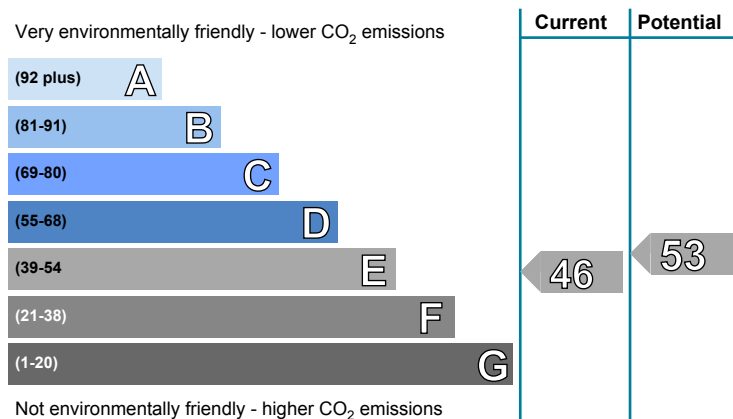 Current Potential
Very environmentally friendly - lower CO₂ emissions
(92 plus) A
(81-91) B
(69-80) C
(55-68) D
(39-54 E
46 53
(21-38) F
(1-20) G
Not environmentally friendly - higher CO₂ emissions